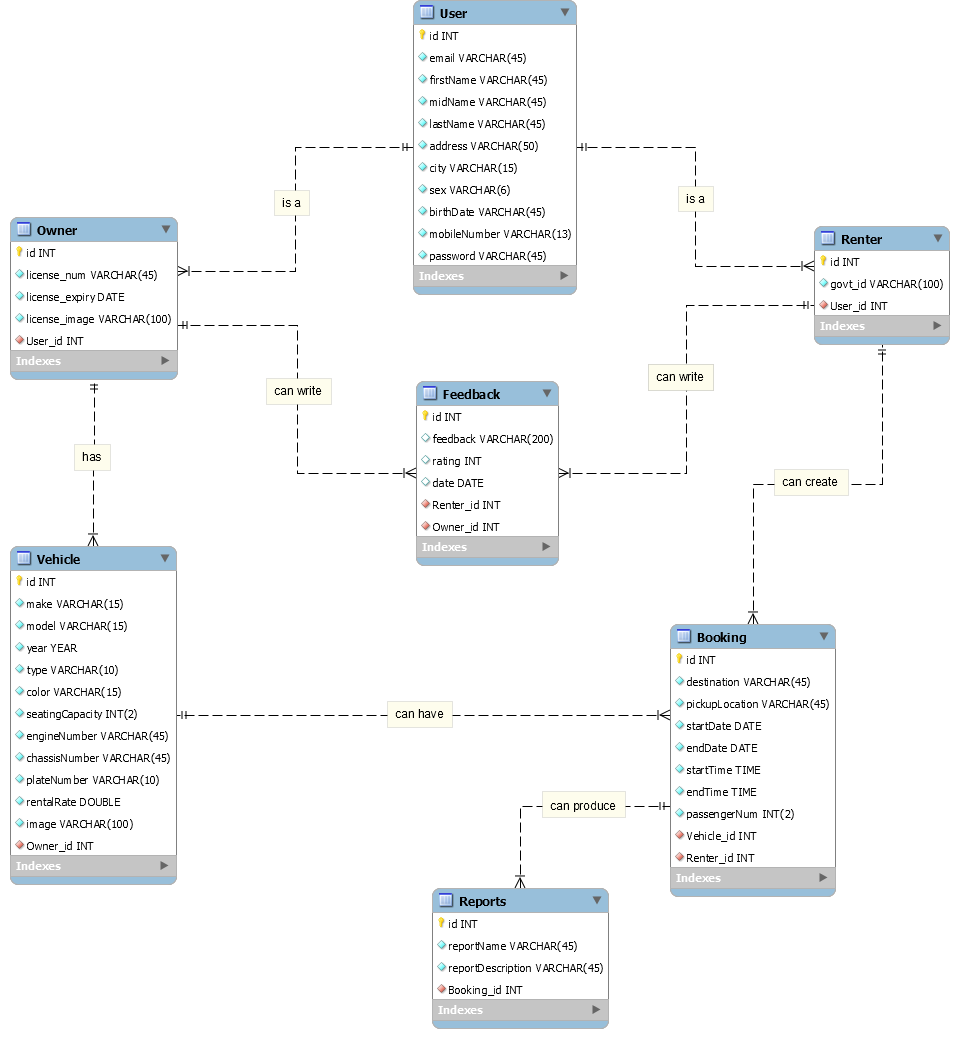 User
id INT
email VARCHAR(45)
firstName VARCHAR(45)
midName VARCHAR(45)
lastName VARCHAR(45)
address VARCHAR(50)
city VARCHAR(15)
sex VARCHAR(6)
birthDate VARCHAR(45)
mobileNumber VARCHAR(13)
password VARCHAR(45)
Indexes
is a
is a
Owner
id INT
license_num VARCHAR(45)
license_expiry DATE
license_image VARCHAR(100)
User_id INT
Indexes
Renter
id INT
govt_id VARCHAR(100)
User_id INT
Indexes
can write
can write
Feedback
id INT
feedback VARCHAR(200)
rating INT
date DATE
Renter_id INT
Owner_id INT
Indexes
has
can create
Vehicle
id INT
make VARCHAR(15)
model VARCHAR(15)
year YEAR
type VARCHAR(10)
color VARCHAR(15)
seatingCapacity INT(2)
engineNumber VARCHAR(45)
chassisNumber VARCHAR(45)
plateNumber VARCHAR(10)
rentalRate DOUBLE
image VARCHAR(100)
Owner_id INT
Indexes
can have
Booking
id INT
destination VARCHAR(45)
pickupLocation VARCHAR(45)
startDate DATE
endDate DATE
startTime TIME
endTime TIME
passengerNum INT(2)
Vehicle_id INT
Renter_id INT
Indexes
can produce
Reports
id INT
reportName VARCHAR(45)
reportDescription VARCHAR(45)
Booking_id INT
Indexes